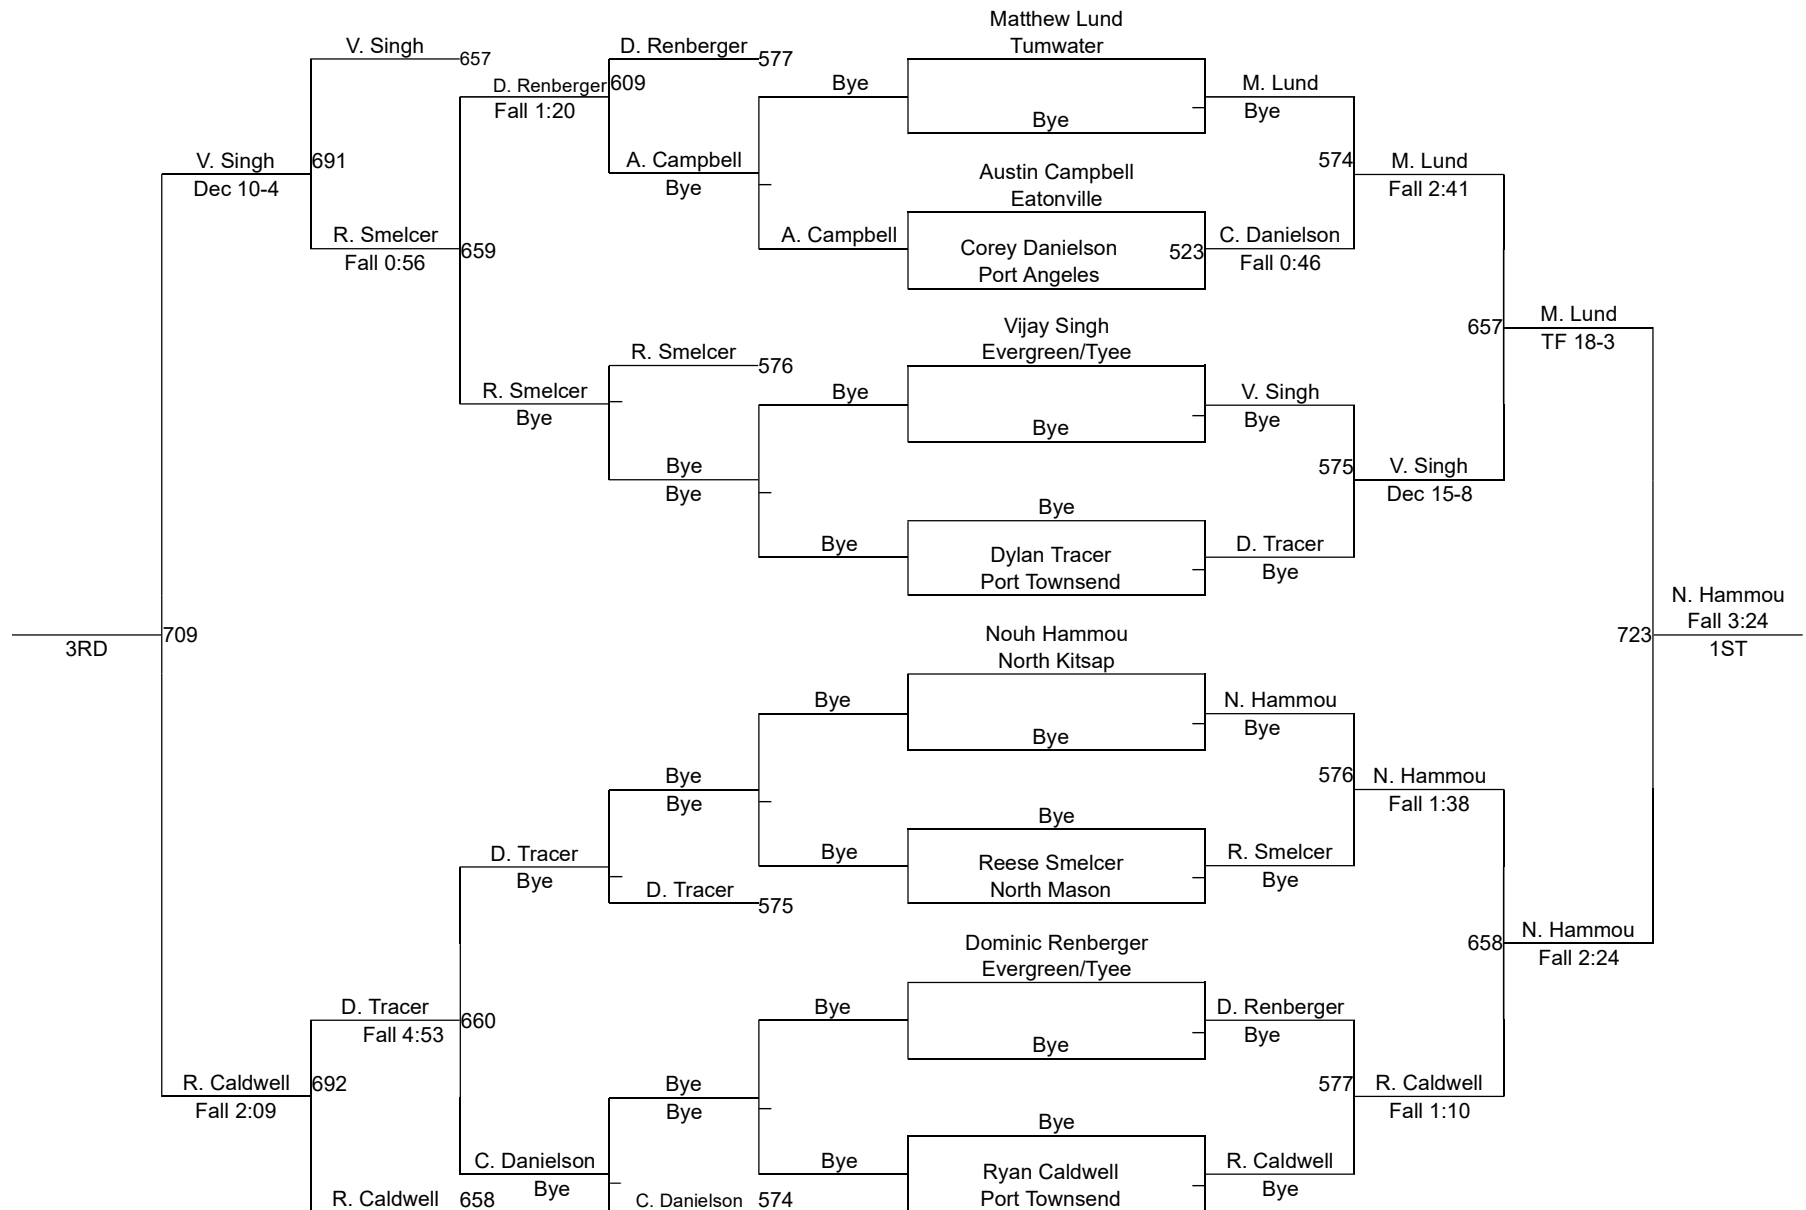 Matthew Lund
V. Singh
D. Renberger
Tumwater
657
577
D. Renberger
609
Bye
M. Lund
Fall 1:20
Bye
Bye
V. Singh
691
A. Campbell
574
M. Lund
Dec 10-4
Bye
Austin Campbell
Fall 2:41
Eatonville
R. Smelcer
A. Campbell
C. Danielson
659
Corey Danielson
523
Fall 0:56
Port Angeles
Fall 0:46
Vijay Singh
657
M. Lund
R. Smelcer
Evergreen/Tyee
TF 18-3
576
R. Smelcer
Bye
V. Singh
Bye
Bye
Bye
Bye
575
V. Singh
Bye
Dec 15-8
Bye
Bye
Dylan Tracer
D. Tracer
Port Townsend
Bye
N. Hammou
Fall 3:24
709
Nouh Hammou
723
3RD
North Kitsap
1ST
Bye
N. Hammou
Bye
Bye
Bye
576
N. Hammou
Bye
Fall 1:38
Bye
D. Tracer
Bye
Reese Smelcer
R. Smelcer
Bye
D. Tracer
North Mason
Bye
575
Dominic Renberger
658
N. Hammou
Evergreen/Tyee
Fall 2:24
D. Tracer
Bye
D. Renberger
660
Fall 4:53
Bye
Bye
R. Caldwell
692
Bye
577
R. Caldwell
Fall 2:09
Bye
Fall 1:10
Bye
C. Danielson
Bye
Ryan Caldwell
R. Caldwell
Bye
Bye
R. Caldwell
658
C. Danielson
574
Port Townsend